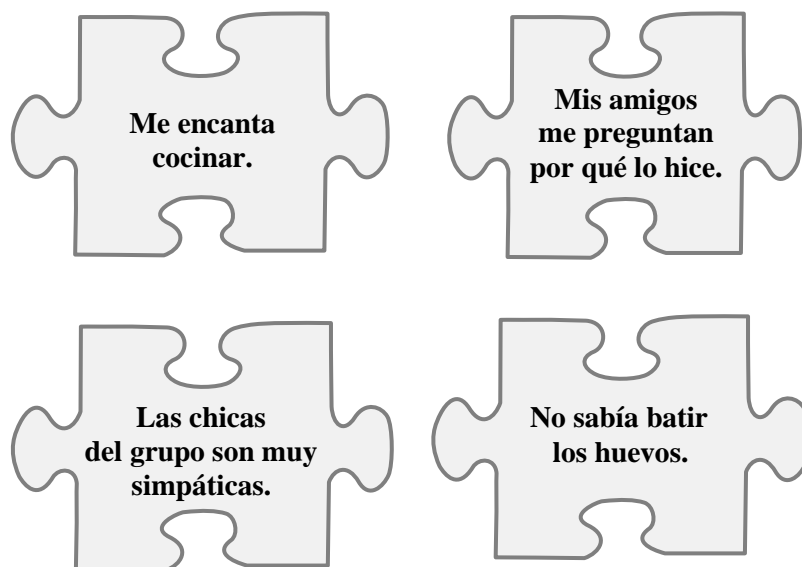 Me encanta
cocinar.
Mis amigos
me preguntan
por qué lo hice.
Las chicas
del grupo son muy
simpáticas.
No sabía batir
los huevos.